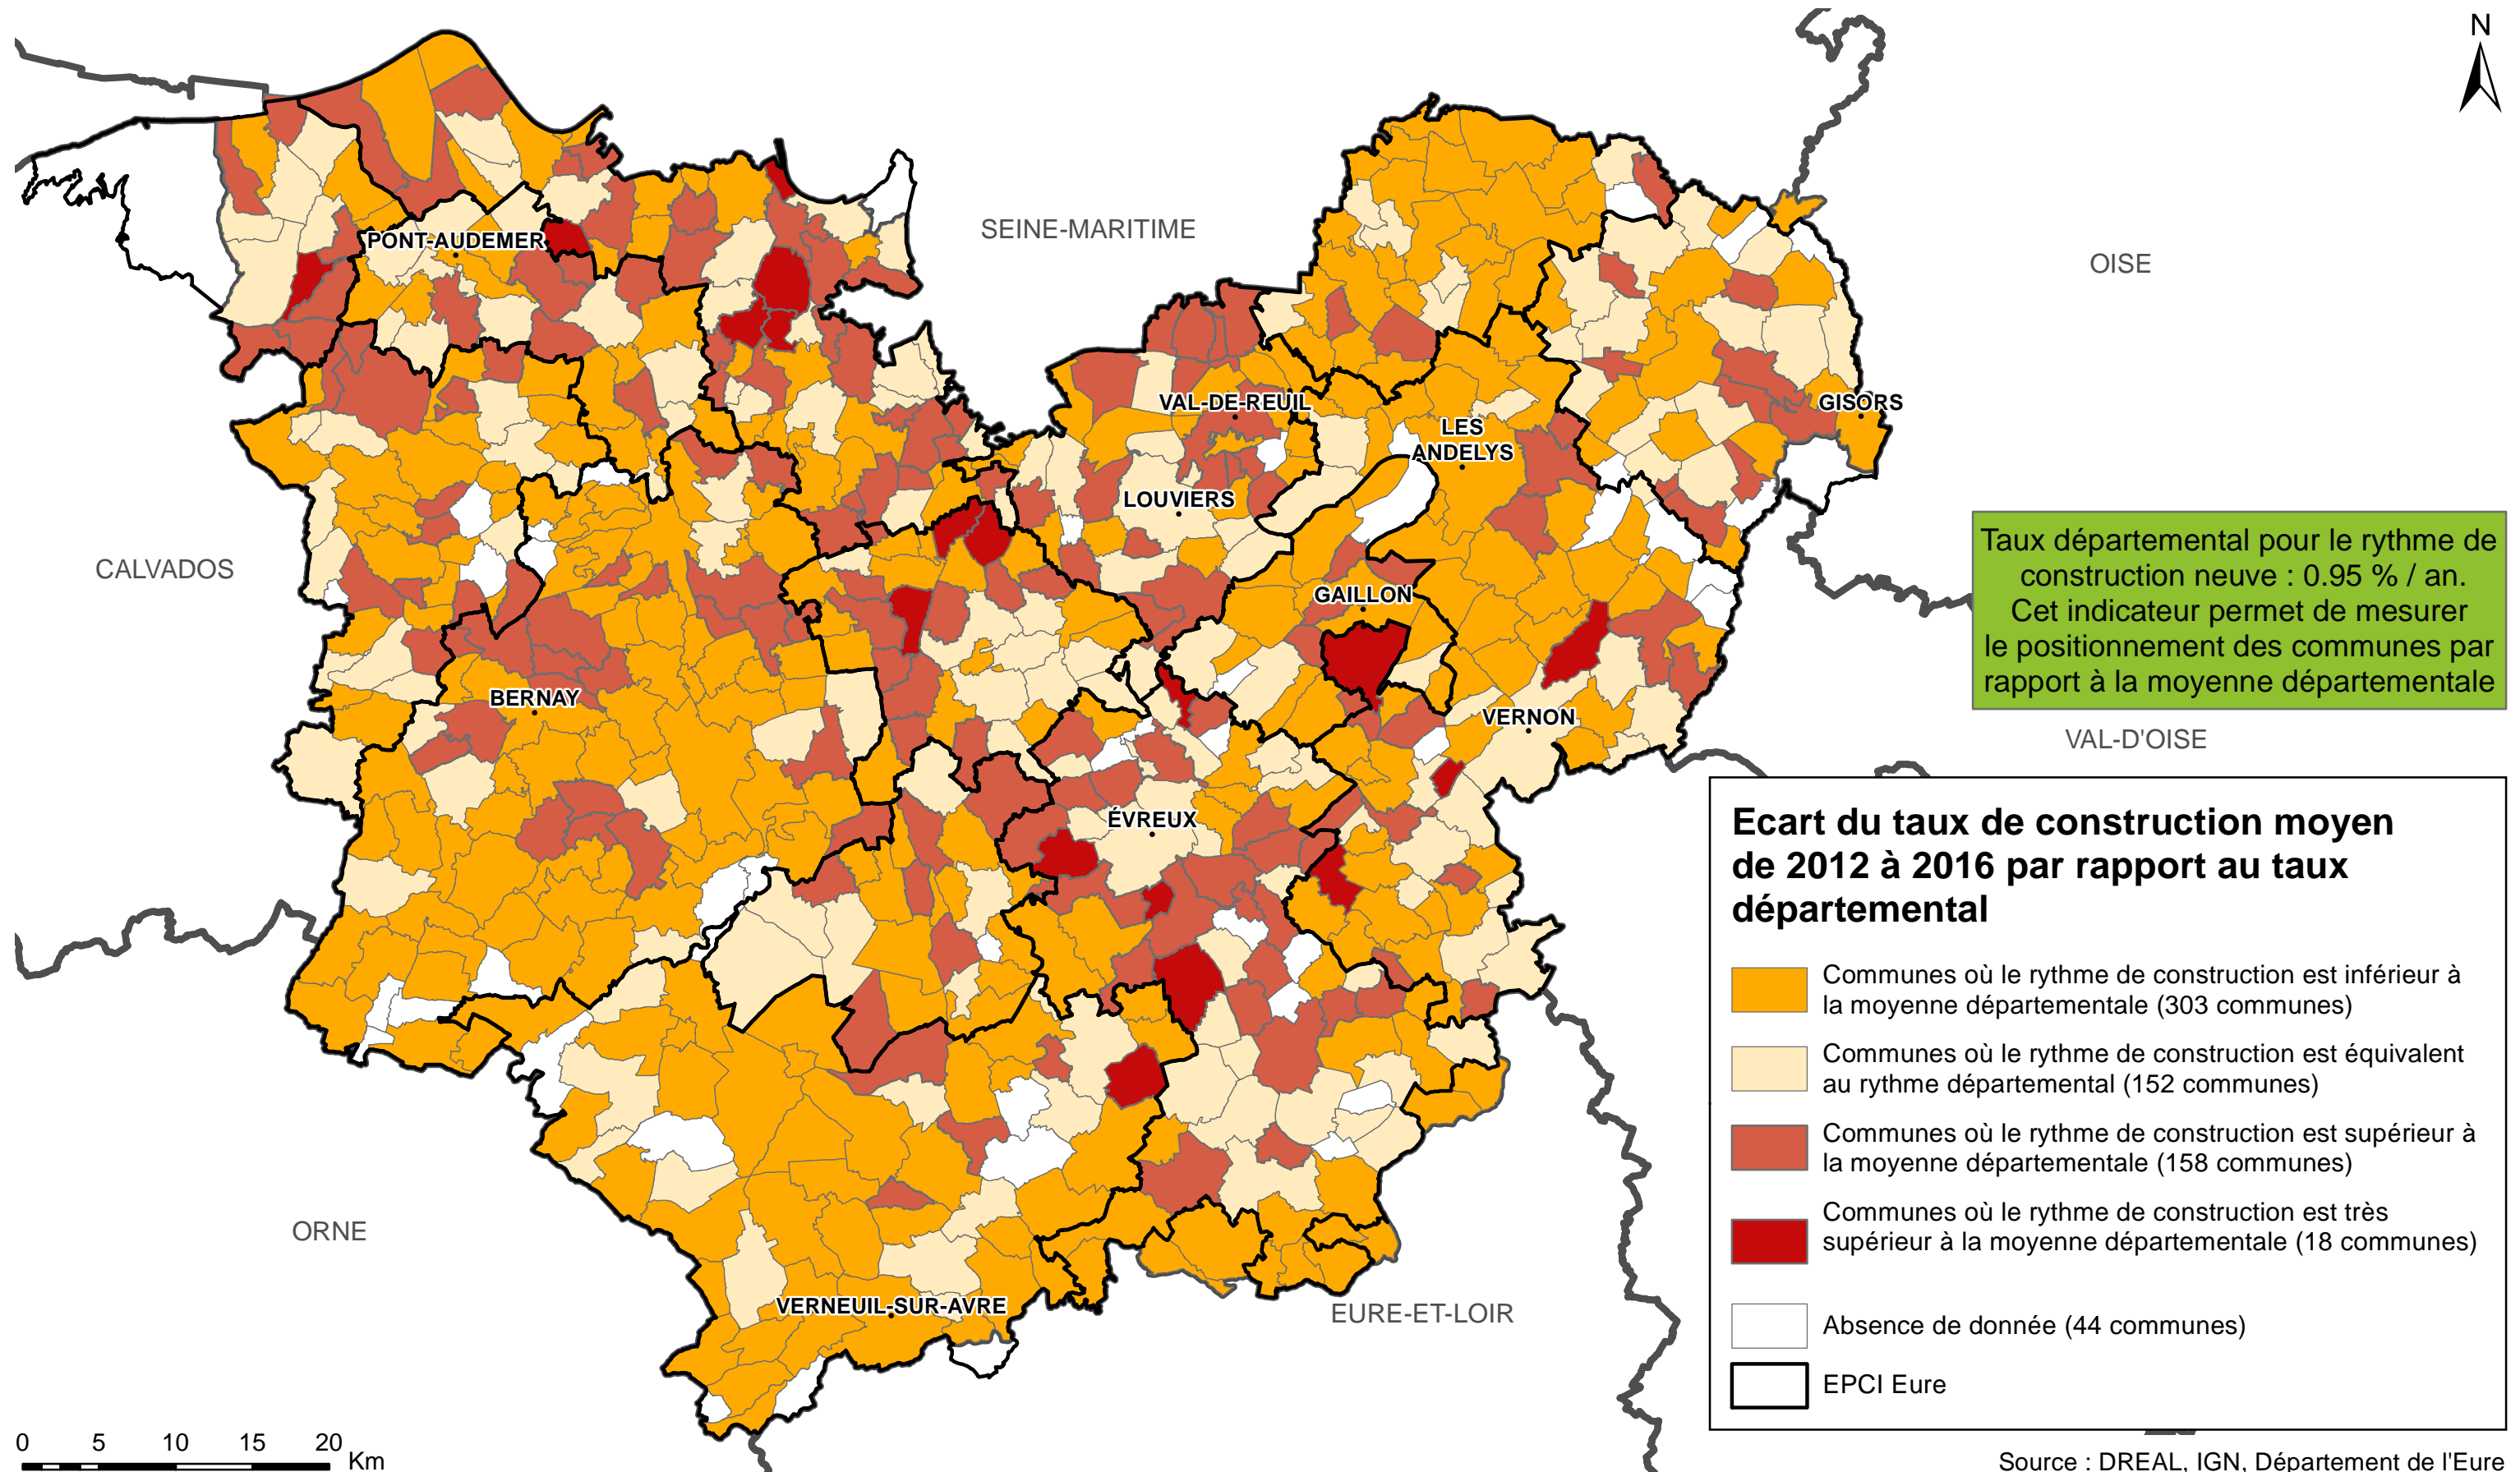 N
SEINE-MARITIME
OISE
PONT-AUDEMER
VAL-DE-REUIL
GISORS
LES
ANDELYS
LOUVIERS
CALVADOS
GAILLON
BERNAY
VERNON
VAL-D'OISE
ÉVREUX
ORNE
VERNEUIL-SUR-AVRE
EURE-ET-LOIR
Taux départemental pour le rythme de
construction neuve : 0.95 % / an.
Cet indicateur permet de mesurer
le positionnement des communes par
rapport à la moyenne départementale
Ecart du taux de construction moyen
de 2012 à 2016 par rapport au taux
départemental
Communes où le rythme de construction est inférieur à
la moyenne départementale (303 communes)
Communes où le rythme de construction est équivalent
au rythme départemental (152 communes)
Communes où le rythme de construction est supérieur à
la moyenne départementale (158 communes)
Communes où le rythme de construction est très
supérieur à la moyenne départementale (18 communes)
Absence de donnée (44 communes)
EPCI Eure
0 5 10 15 20
Km
Source : DREAL, IGN, Département de l'Eure